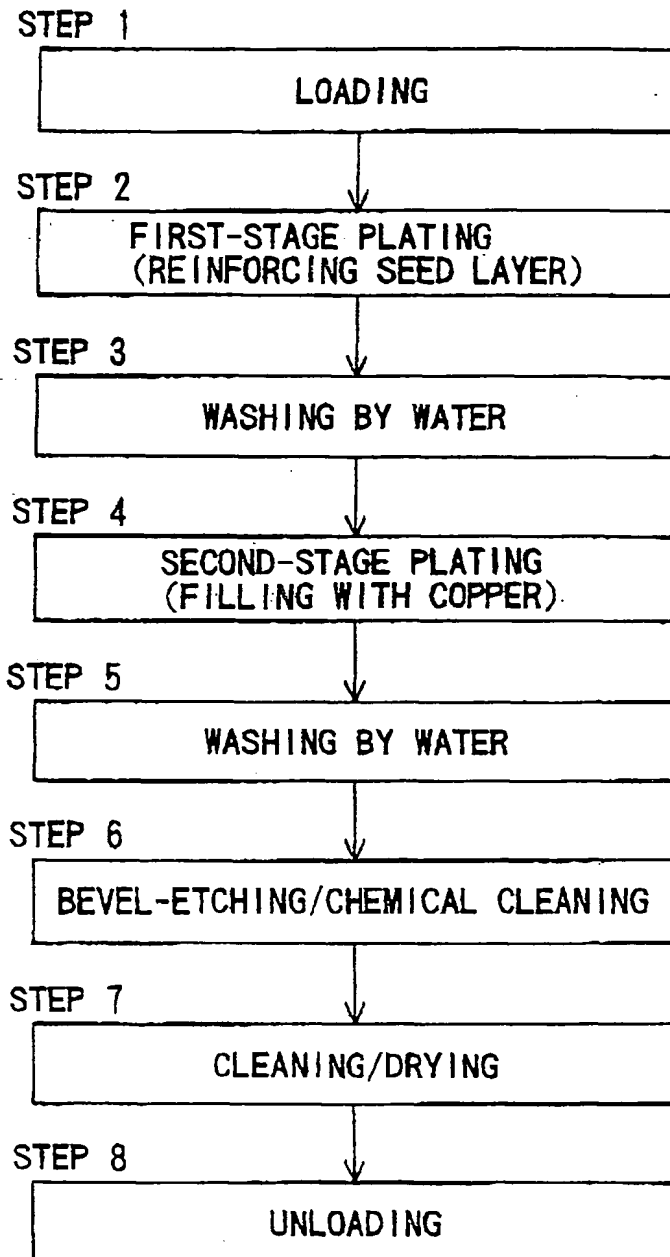 STEP 1
LOADING
STEP 2
FIRST-STAGE PLATING
(REINFORCING SEED LAYER)
STEP 3
WASHING BY WATER
STEP 4
SECOND-STAGE PLATING
(FILLING WITH COPPER)
STEP 5
WASHING BY WATER
STEP 6
BEVEL-ETCHING/CHEMICAL CLEANING
STEP 7
CLEANING/DRYING
STEP 8
UNLOADING